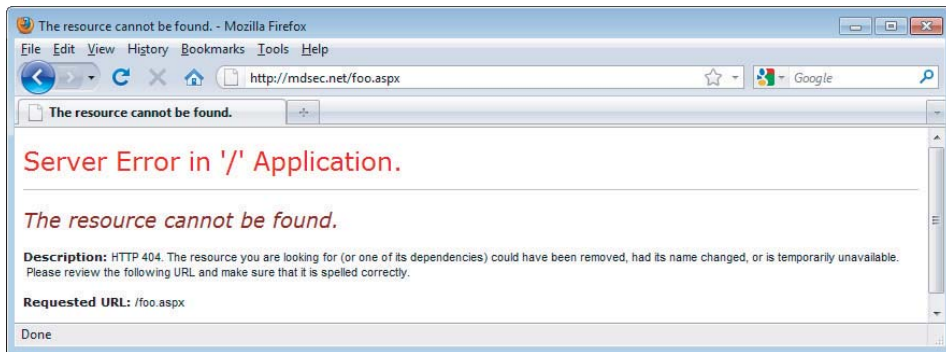 The resource cannot be found. - Mozilla Firefox
File Edit View History Bookmarks Tools Help
http://mdsec.net/foo.aspx
Google
The resource cannot be found.
Server Error in '/' Application.
The resource cannot be found.
Description: HTTP 404. The resource you are looking for (or one of its dependencies) could have been removed, had its name changed, or is temporarily unavailable.
Please review the following URL and make sure that it is spelled correctly.
Requested URL: /foo.aspx
Done